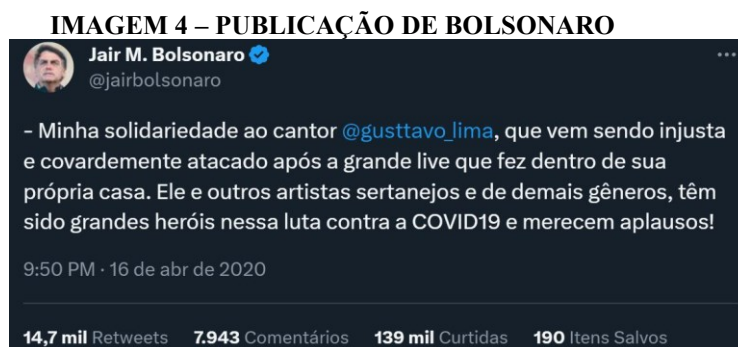 IMAGEM 4 – PUBLICAÇÃO DE BOLSONARO
Jair M. Bolsonaro
@jairbolsonaro
- Minha solidariedade ao cantor @gusttavo_lima, que vem sendo injusta
e covardemente atacado após a grande live que fez dentro de sua
própria casa. Ele e outros artistas sertanejos e de demais gêneros, têm
sido grandes heróis nessa luta contra a COVID19 e merecem aplausos!
9:50 PM · 16 de abr de 2020
14,7 mil Retweets 7.943 Comentários 139 mil Curtidas 190 Itens Salvos